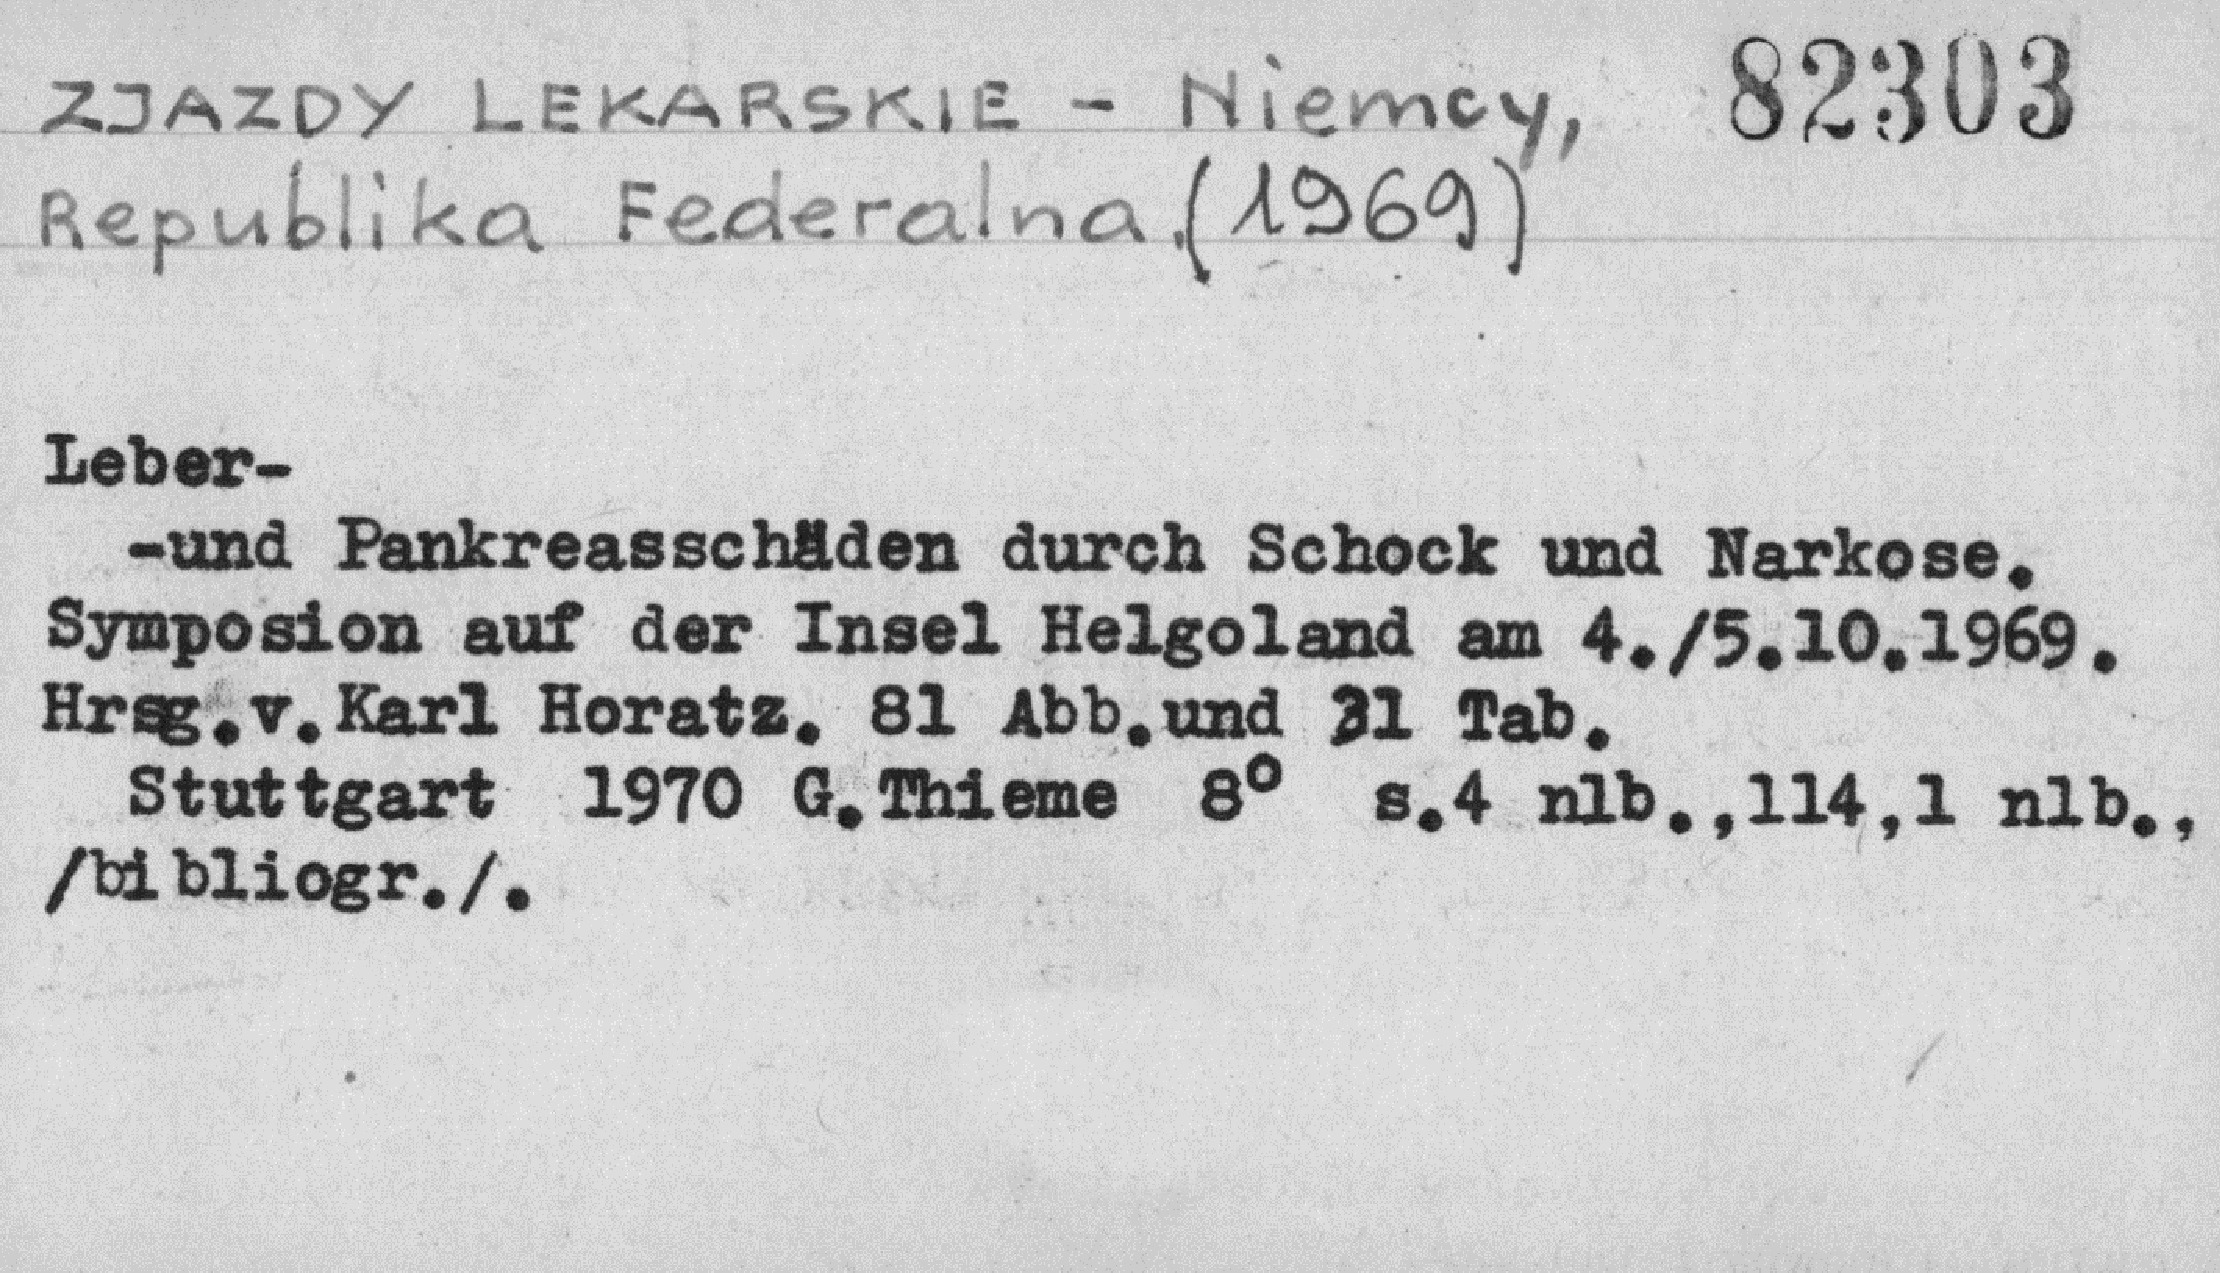 ZJAZDY LEKARSKIE - Niemcy, 82303
Republika Federalna.(1969)
Leber-
-und Pankreasschäden durch Schock und Narkose.
Symposion auf der Insel Helgoland am 4./5.10.1969.
Hrsg.v.Karl Horatz. 81 Abb.und 31 Tab.
Stuttgart 1970 G.Thieme 8° s.4 nlb.,114,1 nlb.,
/bibliogr./.